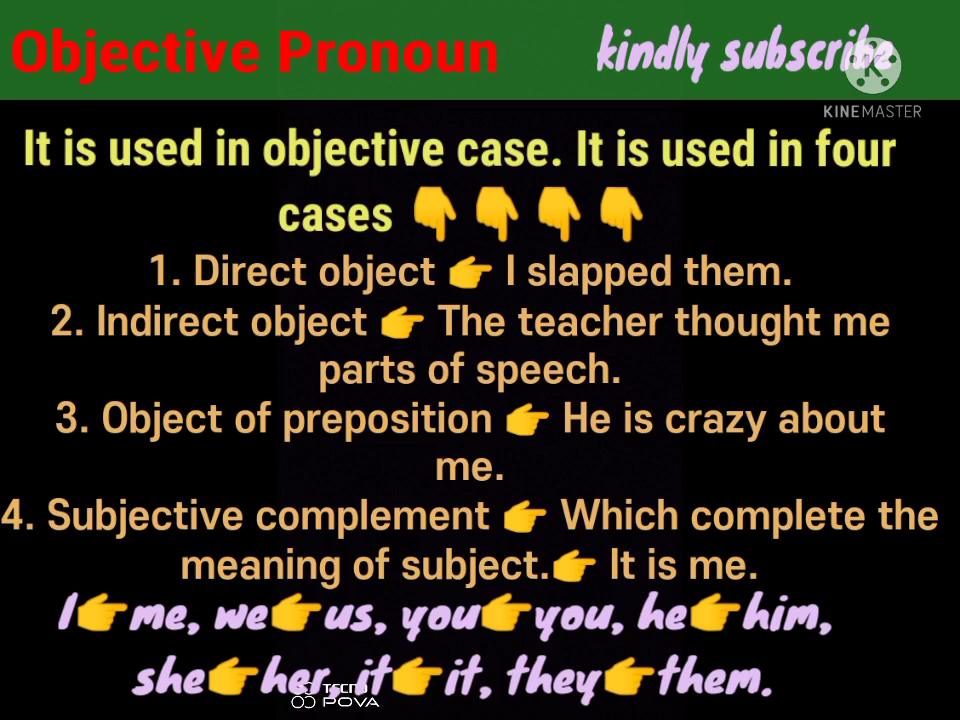 Objective Pronoun
kindly subscribe
KINEMASTER
It is used in objective case. It is used in four
cases 👇👇👇👇
1. Direct object 👉 I slapped them.
2. Indirect object 👉 The teacher thought me
parts of speech.
3. Object of preposition 👉 He is crazy about
me.
4. Subjective complement 👉 Which complete the
meaning of subject.👉 It is me.
I👉me, we👉us, you👉you, he👉him,
she👉her, it👉it, they👉them.
TECNO
POVA